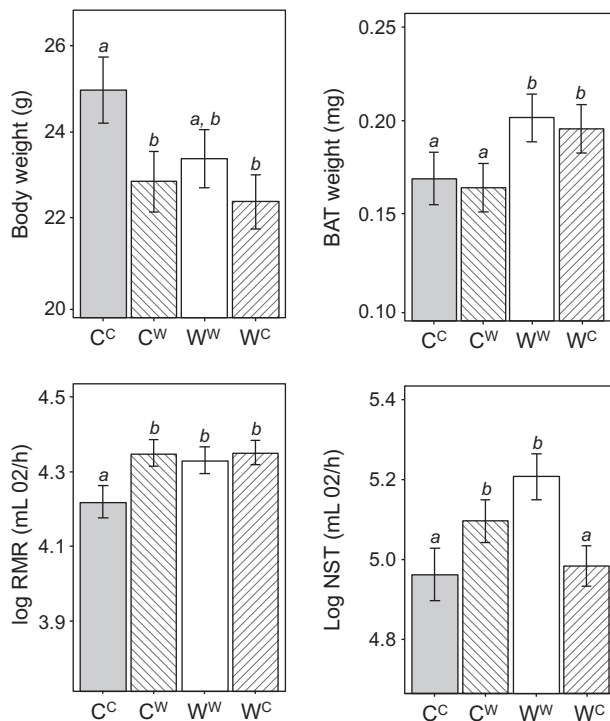 Body weight (g)
26
24
22
20
a
b
a, b
b
C^C
C^W
W^W
W^C
BAT weight (mg)
0.25
0.20
0.15
0.10
a
a
b
b
C^C
C^W
W^W
W^C
log RMR (mL 02/h)
4.5
4.3
4.1
3.9
a
b
b
b
C^C
C^W
W^W
W^C
Log NST (mL 02/h)
5.4
5.2
5.0
4.8
a
b
b
a
C^C
C^W
W^W
W^C